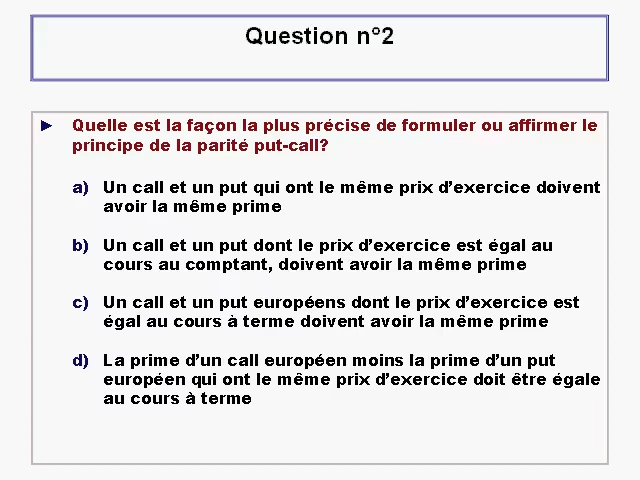 Question n°2
► Quelle est la façon la plus précise de formuler ou affirmer le
principe de la parité put-call?
a) Un call et un put qui ont le même prix d'exercice doivent
avoir la même prime
b) Un call et un put dont le prix d'exercice est égal au
cours au comptant, doivent avoir la même prime
c) Un call et un put européens dont le prix d'exercice est
égal au cours à terme doivent avoir la même prime
d) La prime d'un call européen moins la prime d'un put
européen qui ont le même prix d'exercice doit être égale
au cours à terme